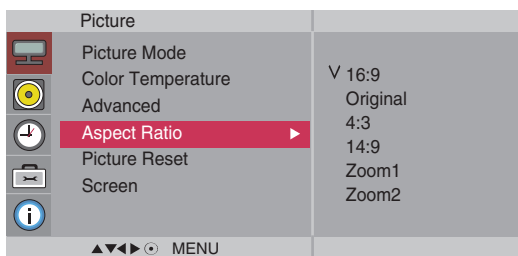 Picture
Picture Mode
Color Temperature
Advanced
Aspect Ratio
Picture Reset
Screen
16:9
Original
4:3
14:9
Zoom1
Zoom2
MENU